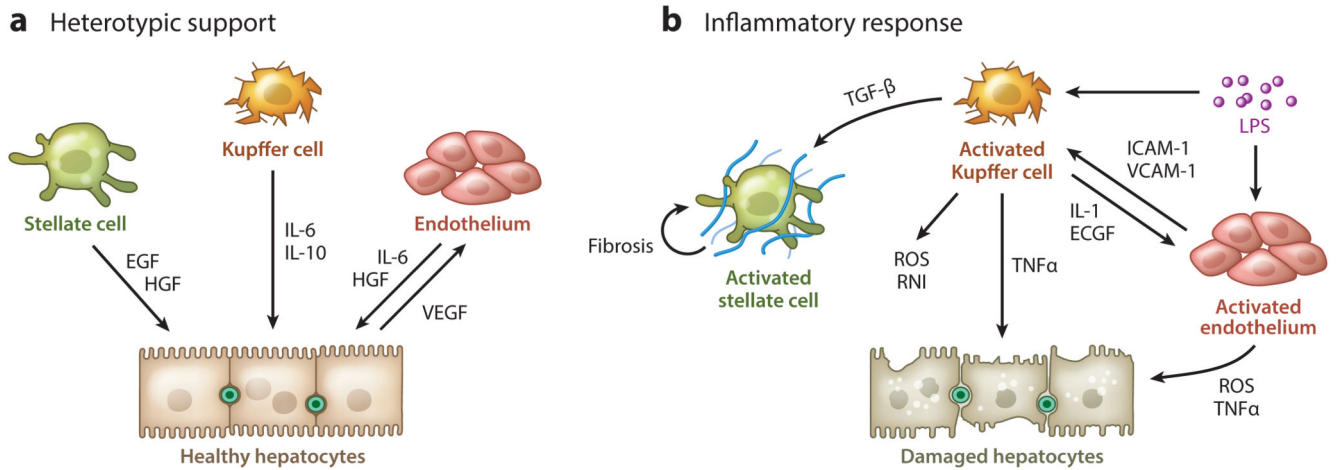 a Heterotypic support
Kupffer cell
Stellate cell
Endothelium
EGF
HGF
IL-6
IL-10
IL-6
HGF
VEGF
Healthy hepatocytes
b Inflammatory response
TGF-β
LPS
Activated
Kupffer cell
ICAM-1
VCAM-1
IL-1
ECGF
Fibrosis
Activated
stellate cell
ROS
RNI
TNFα
Activated
endothelium
ROS
TNFα
Damaged hepatocytes